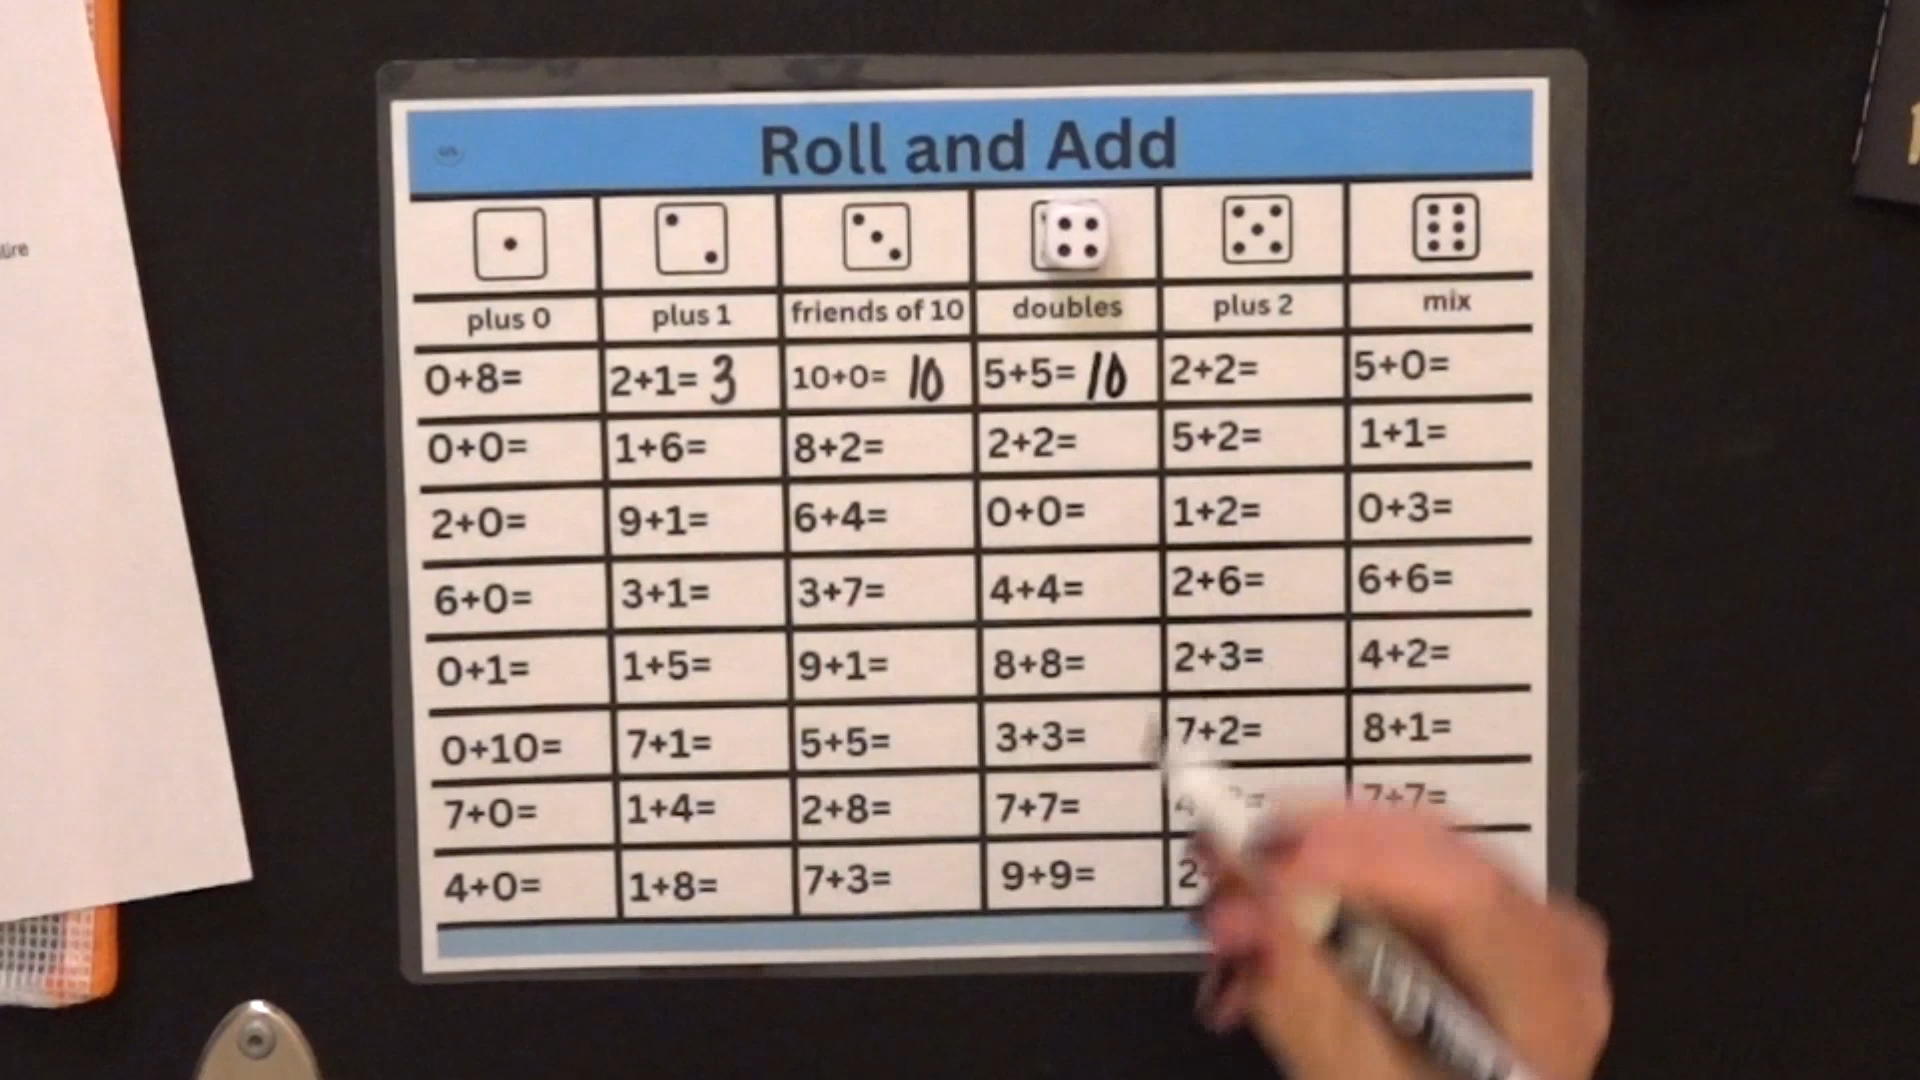 Roll and Add
plus 0 plus 1 friends of 10 doubles plus 2 mix
0+8= 2+1= 3 10+0= 10 5+5= 10 2+2= 5+0=
0+0= 1+6= 8+2= 2+2= 5+2= 1+1=
2+0= 9+1= 6+4= 0+0= 1+2= 0+3=
6+0= 3+1= 3+7= 4+4= 2+6= 6+6=
0+1= 1+5= 9+1= 8+8= 2+3= 4+2=
0+10= 7+1= 5+5= 3+3= 7+2= 8+1=
7+0= 1+4= 2+8= 7+7= 7+7=
4+0= 1+8= 7+3= 9+9=